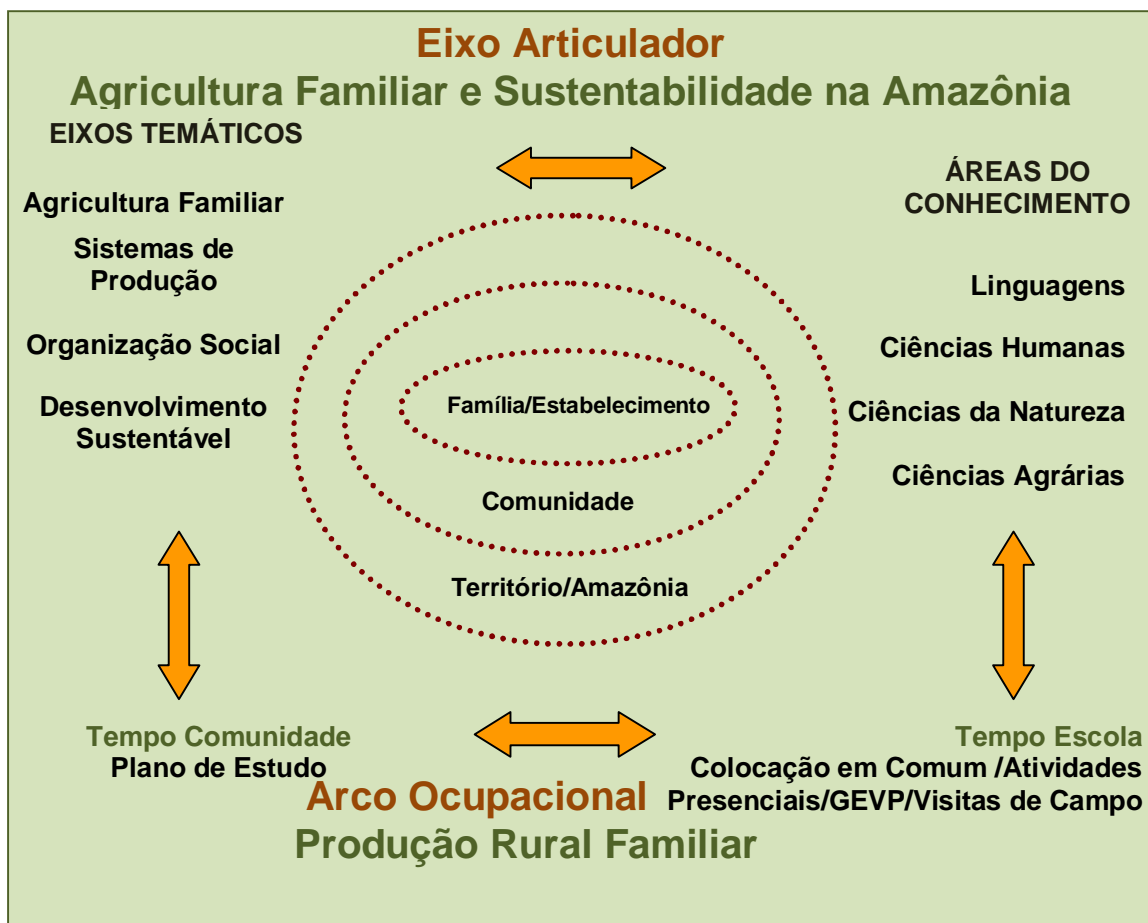 Eixo Articulador
Agricultura Familiar e Sustentabilidade na Amazônia
EIXOS TEMÁTICOS
Agricultura Familiar
Sistemas de
Produção
Organização Social
Desenvolvimento
Sustentável
ÁREAS DO
CONHECIMENTO
Linguagens
Ciências Humanas
Ciências da Natureza
Ciências Agrárias
Família/Estabelecimento
Comunidade
Território/Amazônia
Tempo Comunidade
Plano de Estudo
Tempo Escola
Colocação em Comum /Atividades
Presenciais/GEVP/Visitas de Campo
Arco Ocupacional
Produção Rural Familiar